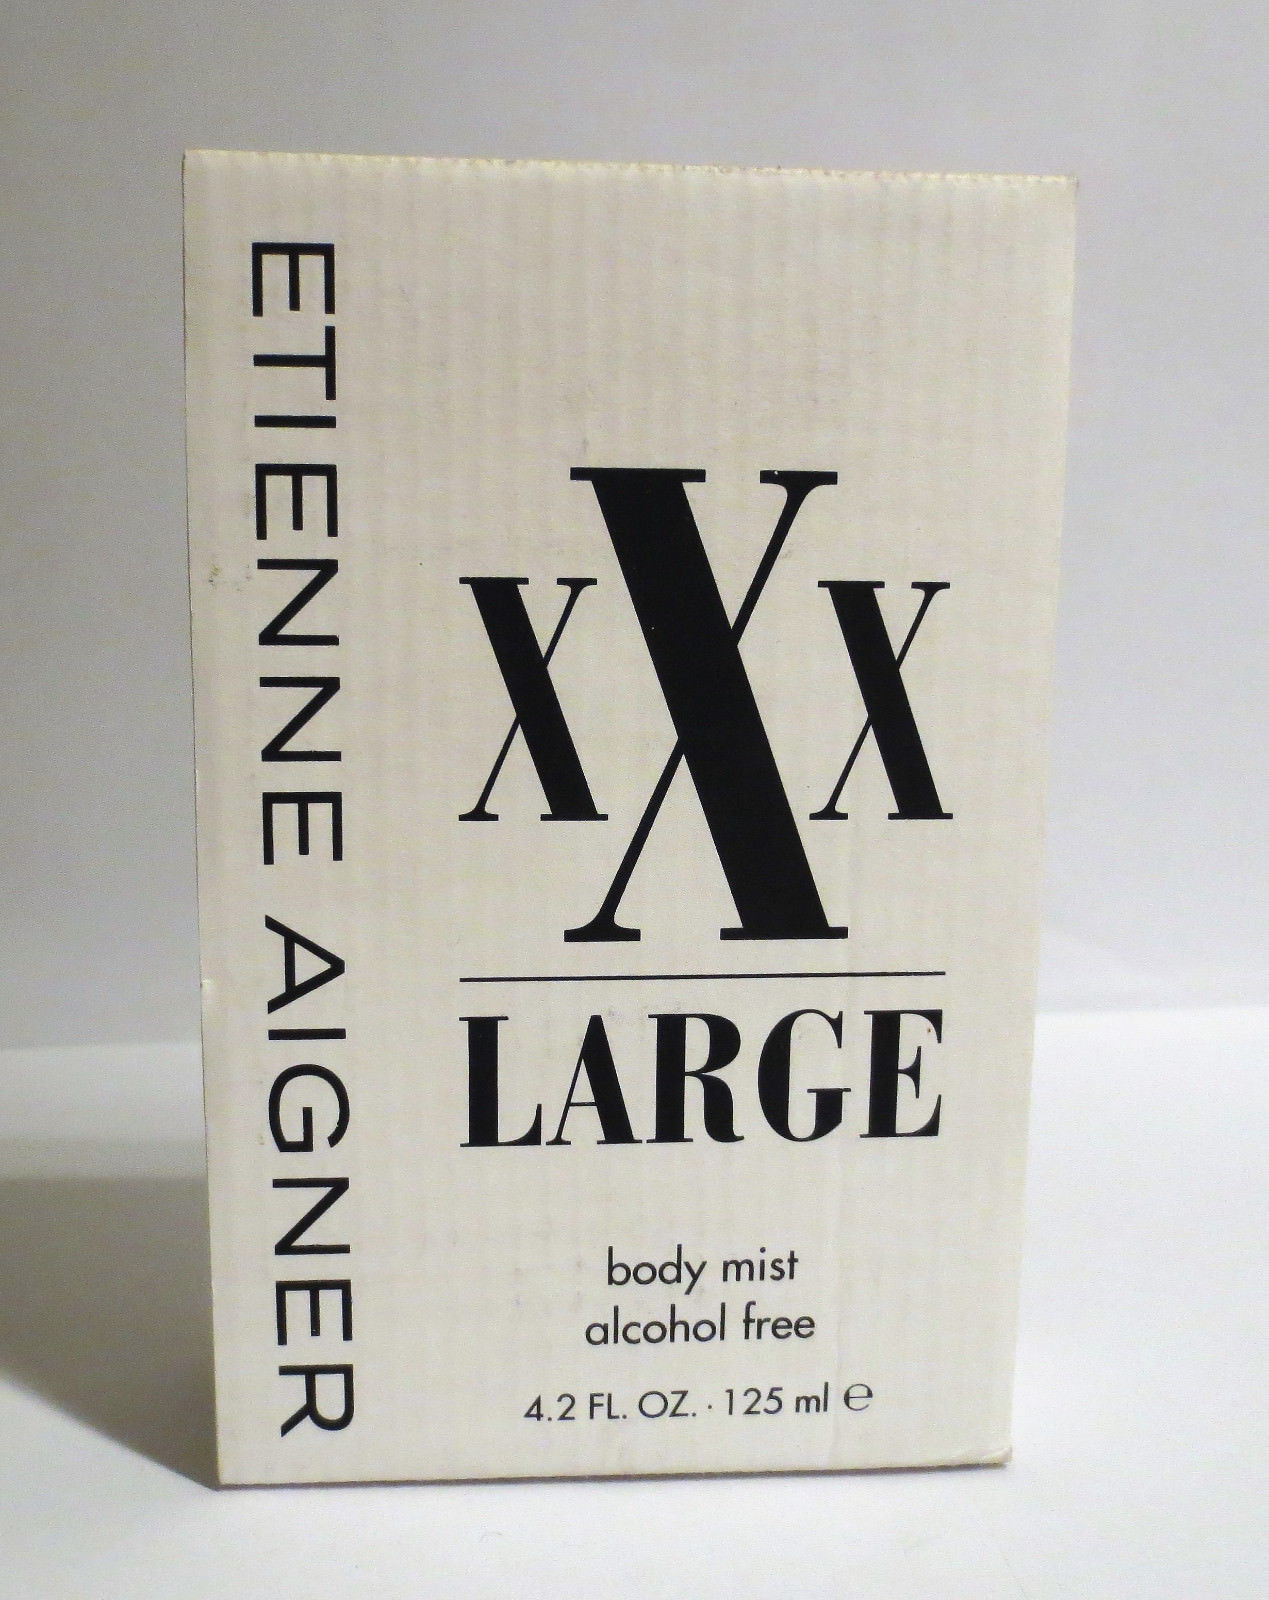 ETIENNE AIGNER
xXx
LARGE
body mist
alcohol free
4.2 FL. OZ. · 125 ml ℮